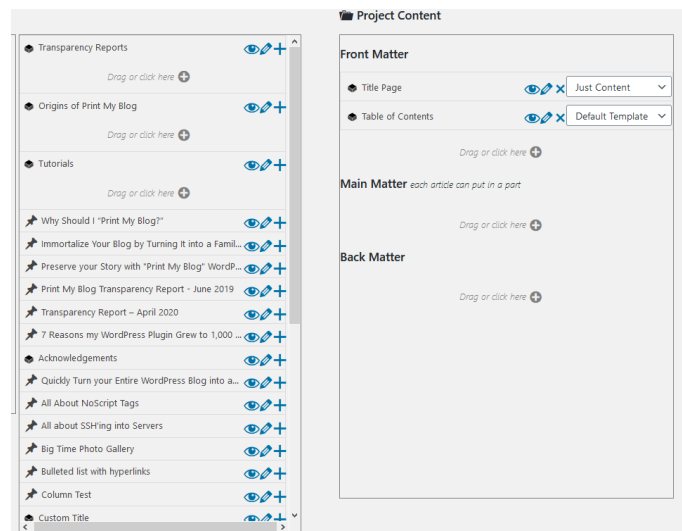 Transparency Reports
Drag or click here
Origins of Print My Blog
Drag or click here
Tutorials
Drag or click here
Why Should I "Print My Blog?"
Immortalize Your Blog by Turning It into a Famil...
Preserve your Story with "Print My Blog" WordP...
Print My Blog Transparency Report - June 2019
Transparency Report – April 2020
7 Reasons my WordPress Plugin Grew to 1,000 ...
Acknowledgements
Quickly Turn your Entire WordPress Blog into a...
All About NoScript Tags
All about SSH'ing into Servers
Big Time Photo Gallery
Bulleted list with hyperlinks
Column Test
Custom Title
Project Content
Front Matter
Title Page Just Content
Table of Contents Default Template
Drag or click here
Main Matter each article can put in a part
Drag or click here
Back Matter
Drag or click here